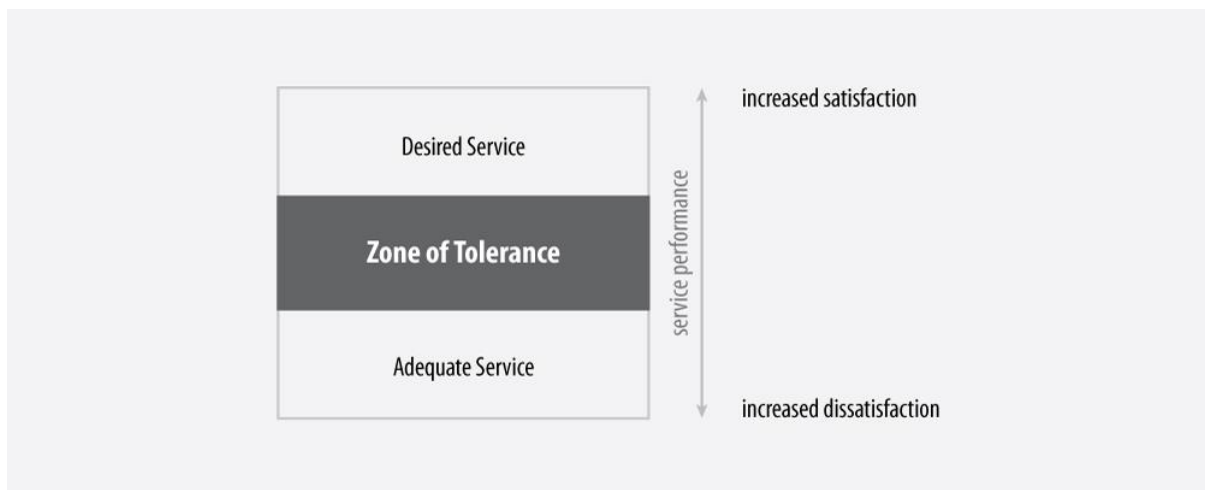 increased satisfaction
Desired Service
Zone of Tolerance
service performance
Adequate Service
increased dissatisfaction